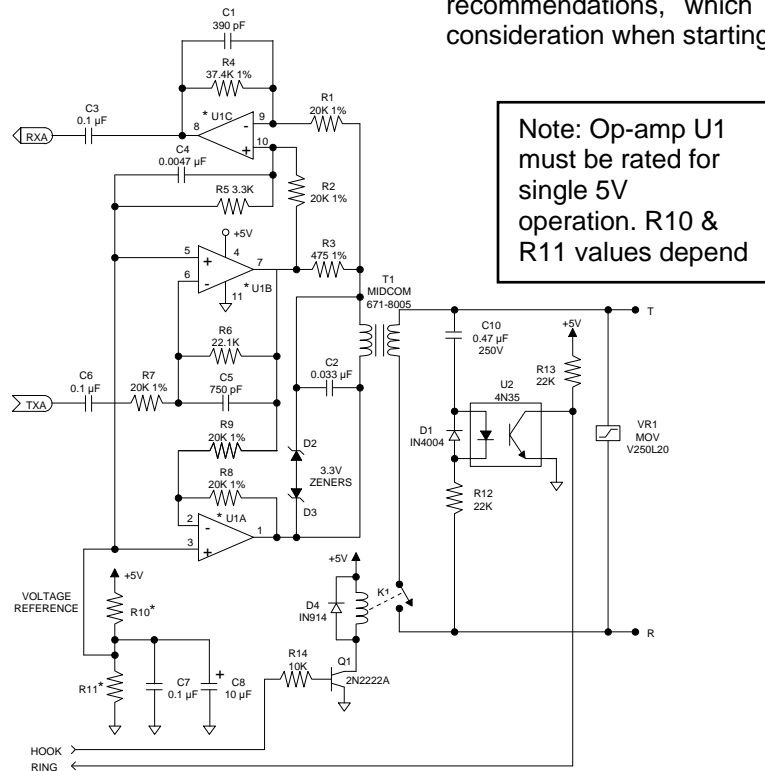 recommendations, which
consideration when starting
C1
390 pF
R4
37.4K 1%
C3
0.1 µF
* U1C
R1
20K 1%
RXA
8
-
9
+
10
C4
0.0047 µF
R5 3.3K
R2
20K 1%
Note: Op-amp U1
must be rated for
single 5V
operation. R10 &
R11 values depend
+5V
5
+
4
7
R3
475 1%
6
-
11
* U1B
T1
MIDCOM
671-8005
T
R6
22.1K
C10
0.47 µF
250V
+5V
R13
22K
C6
0.1 µF
R7
20K 1%
C5
750 pF
C2
0.033 µF
U2
4N35
TXA
R9
20K 1%
D2
D1
IN4004
VR1
MOV
V250L20
R8
20K 1%
3.3V
ZENERS
* U1A
D3
R12
22K
2
-
1
3
+
+5V
VOLTAGE
REFERENCE
+5V
R10*
D4
IN914
K1
R
R11*
C7
0.1 µF
+
C8
10 µF
R14
10K
Q1
2N2222A
HOOK
RING